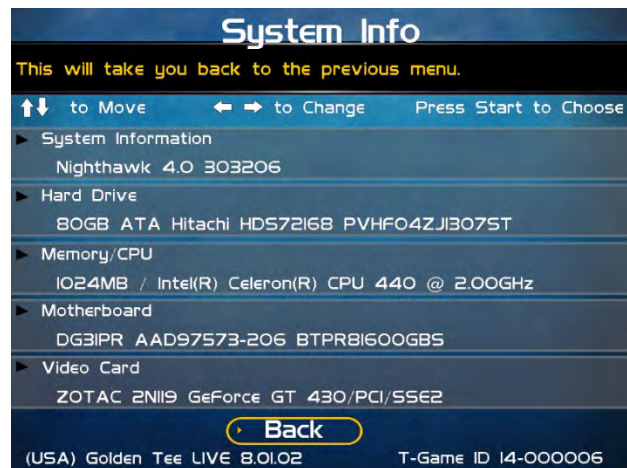 System Info
This will take you back to the previous menu.
to Move to Change Press Start to Choose
System Information
Nighthawk 4.0 303206
Hard Drive
80GB ATA Hitachi HDS72168 PVHF04ZJ1307ST
Memory/CPU
1024MB / Intel(R) Celeron(R) CPU 440 @ 2.00GHz
Motherboard
DG31PR AAD97573-206 BTPR81600GBS
Video Card
ZOTAC 2N119 GeForce GT 430/PCI/SSE2
Back
(USA) Golden Tee LIVE 8.01.02 T-Game ID 14-000006